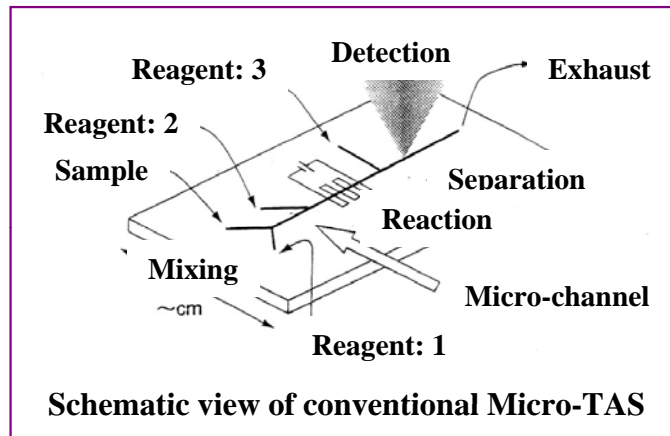 Detection
Reagent: 3
Exhaust
Reagent: 2
Sample
Separation
Reaction
Mixing
Micro-channel
~cm
Reagent: 1
Schematic view of conventional Micro-TAS